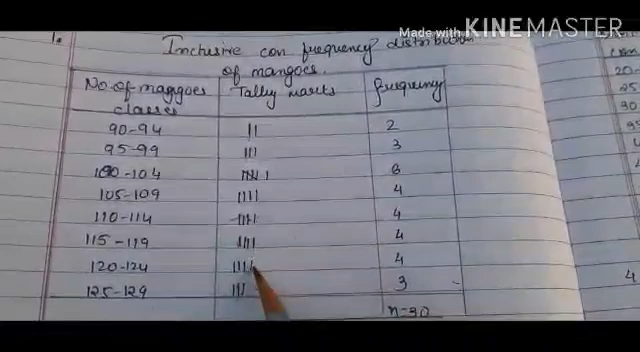 Made with KINEMASTER
1.
Inclusive con frequency distribution
of mangoes.
No. of maggoes Tally marks frequency
classes
90-94 || 2
95-99 ||| 3
100-104 |||| | 6
105-109 |||| 4
110-114 |||| 4
115-119 |||| 4
120-124 |||| 4
125-129 ||| 3
n=30